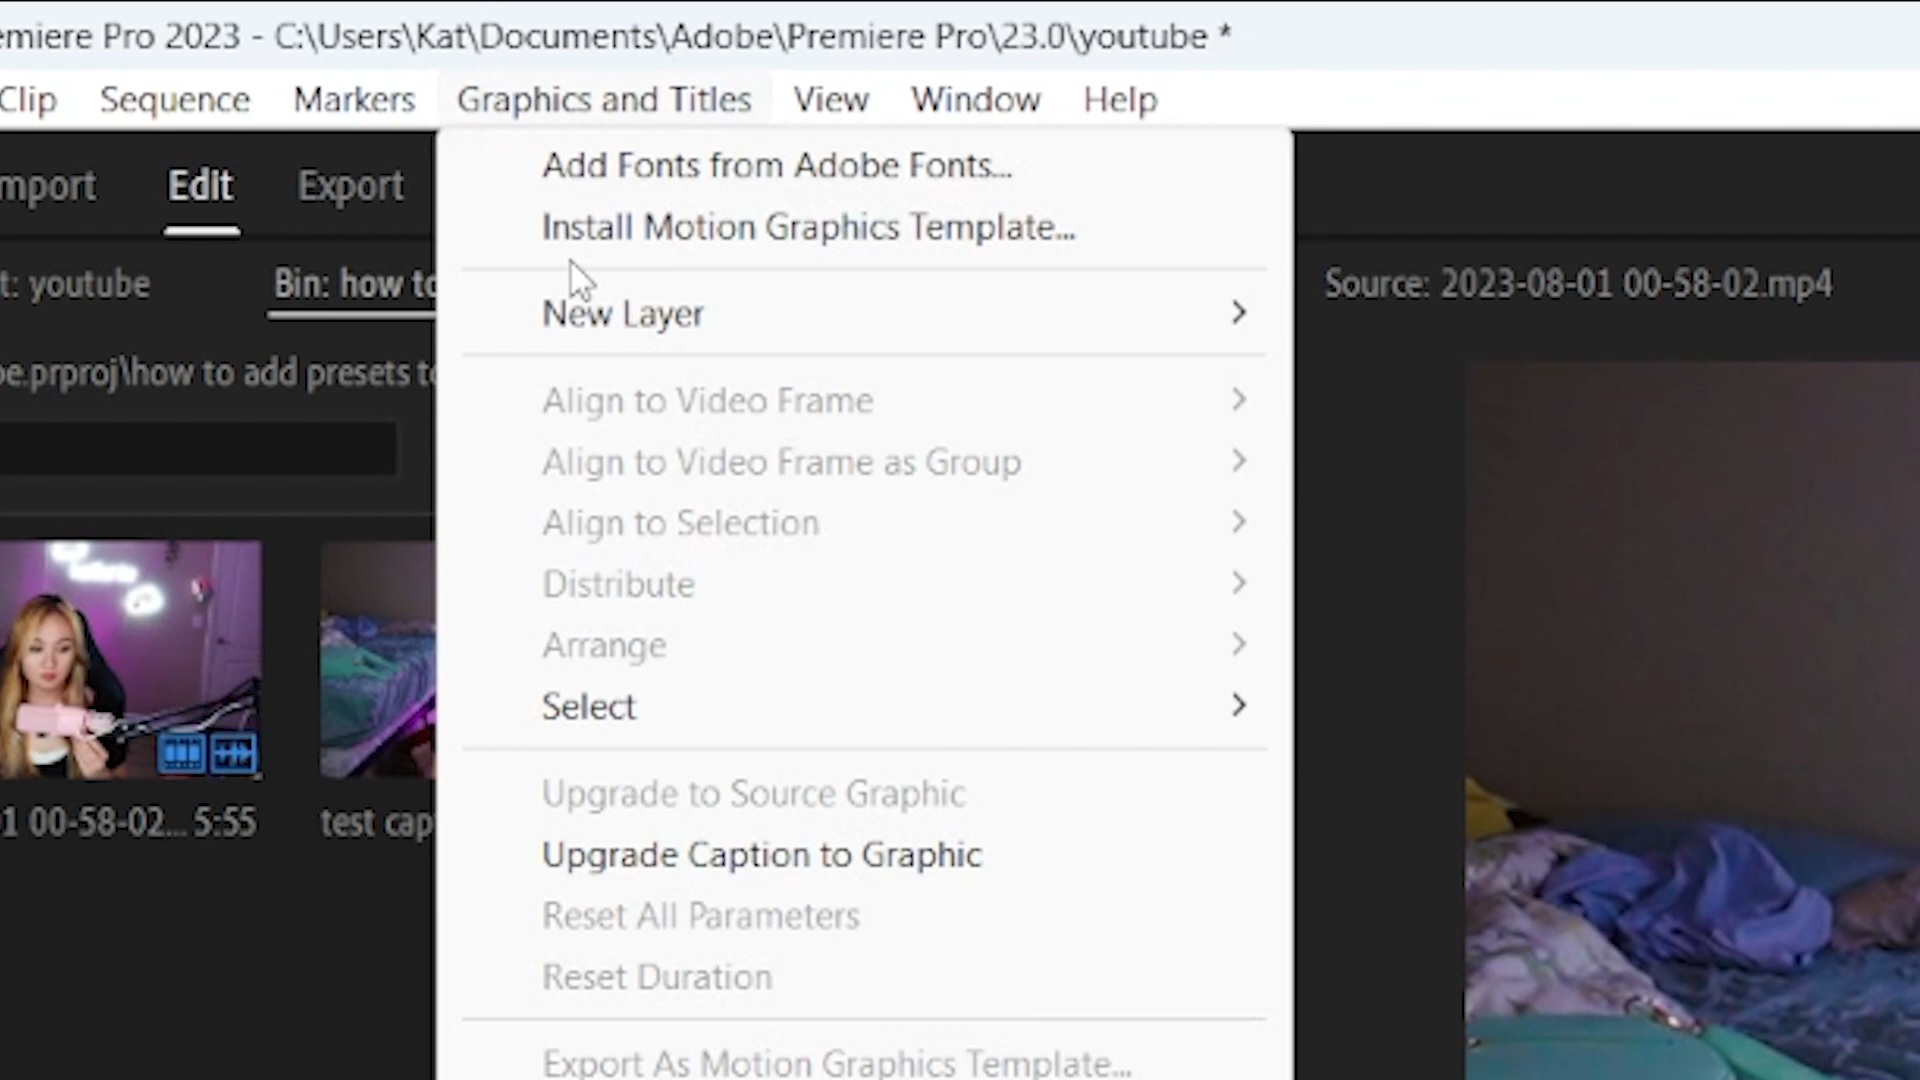 emiere Pro 2023 - C:\Users\Kat\Documents\Adobe\Premiere Pro\23.0\youtube *
Clip Sequence Markers Graphics and Titles View Window Help
mport Edit Export
Add Fonts from Adobe Fonts...
Install Motion Graphics Template...
t: youtube Bin: how to
Source: 2023-08-01 00-58-02.mp4
New Layer
be.prproj\how to add presets to
Align to Video Frame
Align to Video Frame as Group
Align to Selection
Distribute
Arrange
Select
Upgrade to Source Graphic
1 00-58-02... 5:55 test cap
Upgrade Caption to Graphic
Reset All Parameters
Reset Duration
Export As Motion Graphics Template...